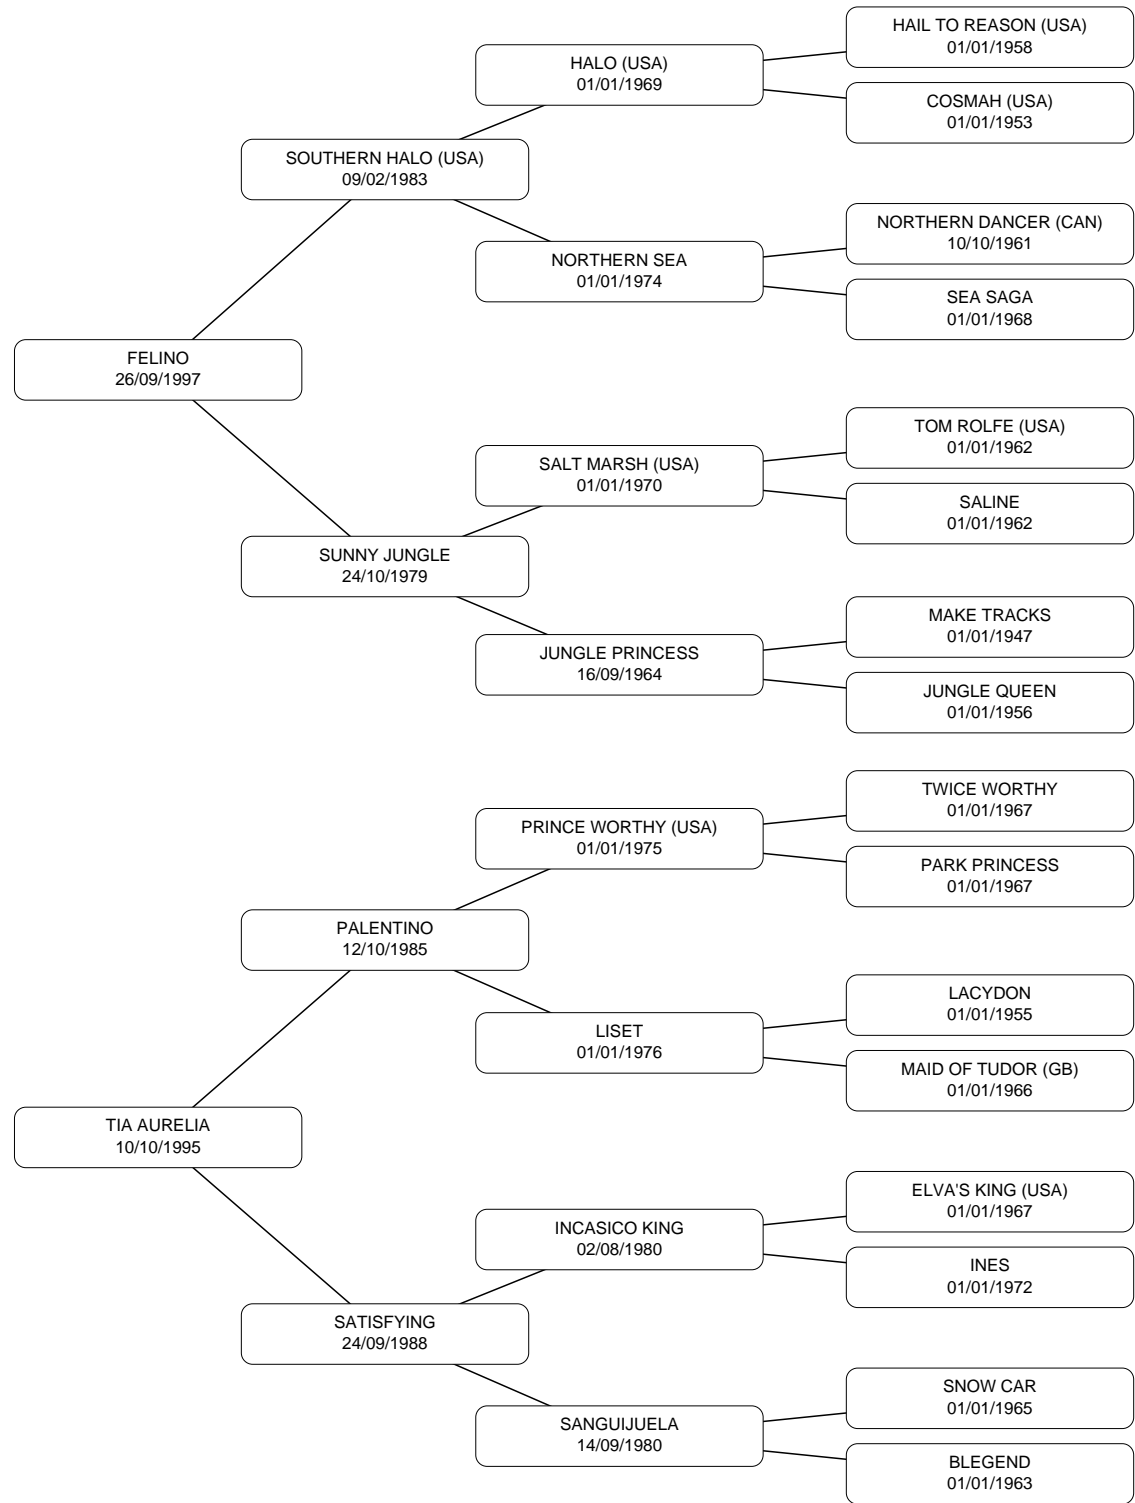 HAIL TO REASON (USA)
01/01/1958
HALO (USA)
01/01/1969
COSMAH (USA)
01/01/1953
SOUTHERN HALO (USA)
09/02/1983
NORTHERN DANCER (CAN)
10/10/1961
NORTHERN SEA
01/01/1974
SEA SAGA
01/01/1968
FELINO
26/09/1997
TOM ROLFE (USA)
01/01/1962
SALT MARSH (USA)
01/01/1970
SALINE
01/01/1962
SUNNY JUNGLE
24/10/1979
MAKE TRACKS
01/01/1947
JUNGLE PRINCESS
16/09/1964
JUNGLE QUEEN
01/01/1956
TWICE WORTHY
01/01/1967
PRINCE WORTHY (USA)
01/01/1975
PARK PRINCESS
01/01/1967
PALENTINO
12/10/1985
LACYDON
01/01/1955
LISET
01/01/1976
MAID OF TUDOR (GB)
01/01/1966
TIA AURELIA
10/10/1995
ELVA'S KING (USA)
01/01/1967
INCASICO KING
02/08/1980
INES
01/01/1972
SATISFYING
24/09/1988
SNOW CAR
01/01/1965
SANGUIJUELA
14/09/1980
BLEGEND
01/01/1963